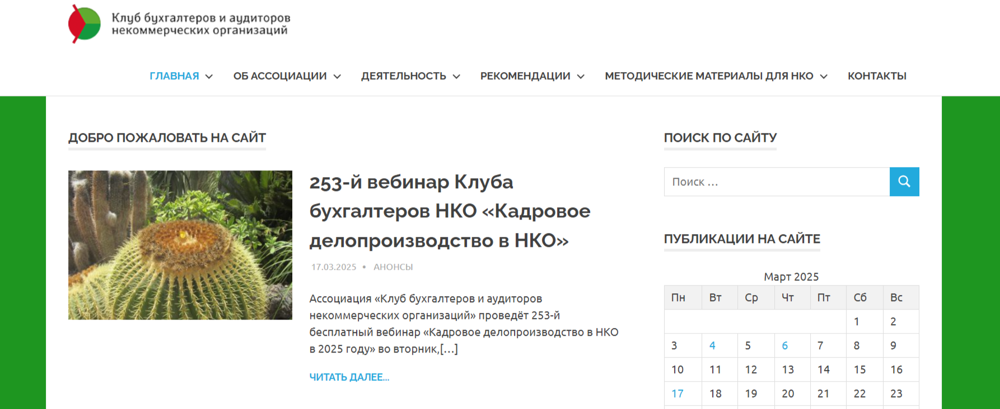 Клуб бухгалтеров и аудиторов
некоммерческих организаций
ГЛАВНАЯ ОБ АССОЦИАЦИИ ДЕЯТЕЛЬНОСТЬ РЕКОМЕНДАЦИИ МЕТОДИЧЕСКИЕ МАТЕРИАЛЫ ДЛЯ НКО КОНТАКТЫ
ДОБРО ПОЖАЛОВАТЬ НА САЙТ
253-й вебинар Клуба
бухгалтеров НКО «Кадровое
делопроизводство в НКО»
17.03.2025 • АНОНСЫ
Ассоциация «Клуб бухгалтеров и аудиторов
некоммерческих организаций» проведёт 253-й
бесплатный вебинар «Кадровое делопроизводство в НКО
в 2025 году» во вторник,[…]
ЧИТАТЬ ДАЛЕЕ...
ПОИСК ПО САЙТУ
Поиск …
ПУБЛИКАЦИИ НА САЙТЕ
Март 2025
Пн Вт Ср Чт Пт Сб Вс
1 2
3 4 5 6 7 8 9
10 11 12 13 14 15 16
17 18 19 20 21 22 23